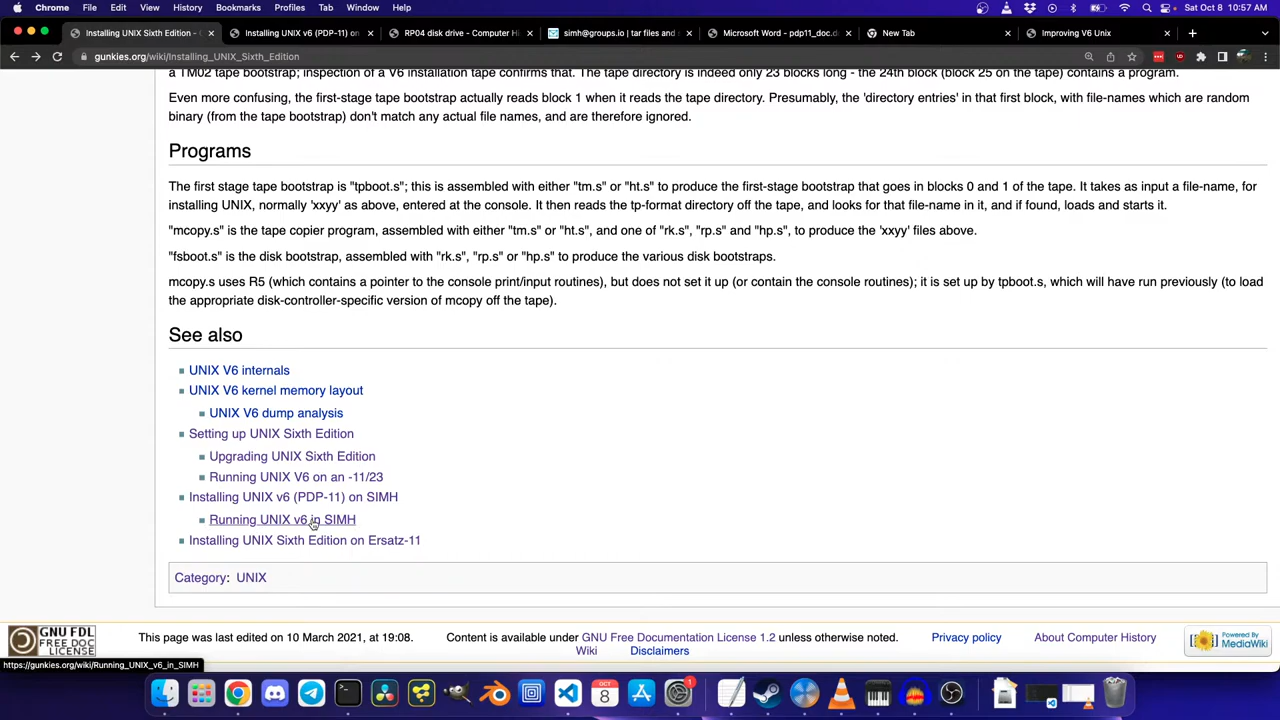 Chrome File Edit View History Bookmarks Profiles Tab Window Help Sat Oct 8 10:57 AM
Installing UNIX Sixth Edition - Installing UNIX v6 (PDP-11) on RP04 disk drive - Computer Hi simh@groups.io | tar files and Microsoft Word - pdp11_doc.d New Tab Improving V6 Unix
gunkies.org/wiki/Installing_UNIX_Sixth_Edition
a TM02 tape bootstrap; inspection of a V6 installation tape confirms that. The tape directory is indeed only 23 blocks long - the 24th block (block 25 on the tape) contains a program.
Even more confusing, the first-stage tape bootstrap actually reads block 1 when it reads the tape directory. Presumably, the 'directory entries' in that first block, with file-names which are random
binary (from the tape bootstrap) don't match any actual file names, and are therefore ignored.
Programs
The first stage tape bootstrap is "tpboot.s"; this is assembled with either "tm.s" or "ht.s" to produce the first-stage bootstrap that goes in blocks 0 and 1 of the tape. It takes as input a file-name, for
installing UNIX, normally 'xxyy' as above, entered at the console. It then reads the tp-format directory off the tape, and looks for that file-name in it, and if found, loads and starts it.
"mcopy.s" is the tape copier program, assembled with either "tm.s" or "ht.s", and one of "rk.s", "rp.s" and "hp.s", to produce the 'xxyy' files above.
"fsboot.s" is the disk bootstrap, assembled with "rk.s", "rp.s" or "hp.s" to produce the various disk bootstraps.
mcopy.s uses R5 (which contains a pointer to the console print/input routines), but does not set it up (or contain the console routines); it is set up by tpboot.s, which will have run previously (to load
the appropriate disk-controller-specific version of mcopy off the tape).
See also
UNIX V6 internals
UNIX V6 kernel memory layout
UNIX V6 dump analysis
Setting up UNIX Sixth Edition
Upgrading UNIX Sixth Edition
Running UNIX V6 on an -11/23
Installing UNIX v6 (PDP-11) on SIMH
Running UNIX v6 in SIMH
Installing UNIX Sixth Edition on Ersatz-11
Category: UNIX
GNU FDL
FREE DOC
LICENSE
This page was last edited on 10 March 2021, at 19:08.
Content is available under GNU Free Documentation License 1.2 unless otherwise noted.
Privacy policy
About Computer History
Wiki
Disclaimers
Powered By
MediaWiki
https://gunkies.org/wiki/Running_UNIX_v6_in_SIMH
OCT
8
1